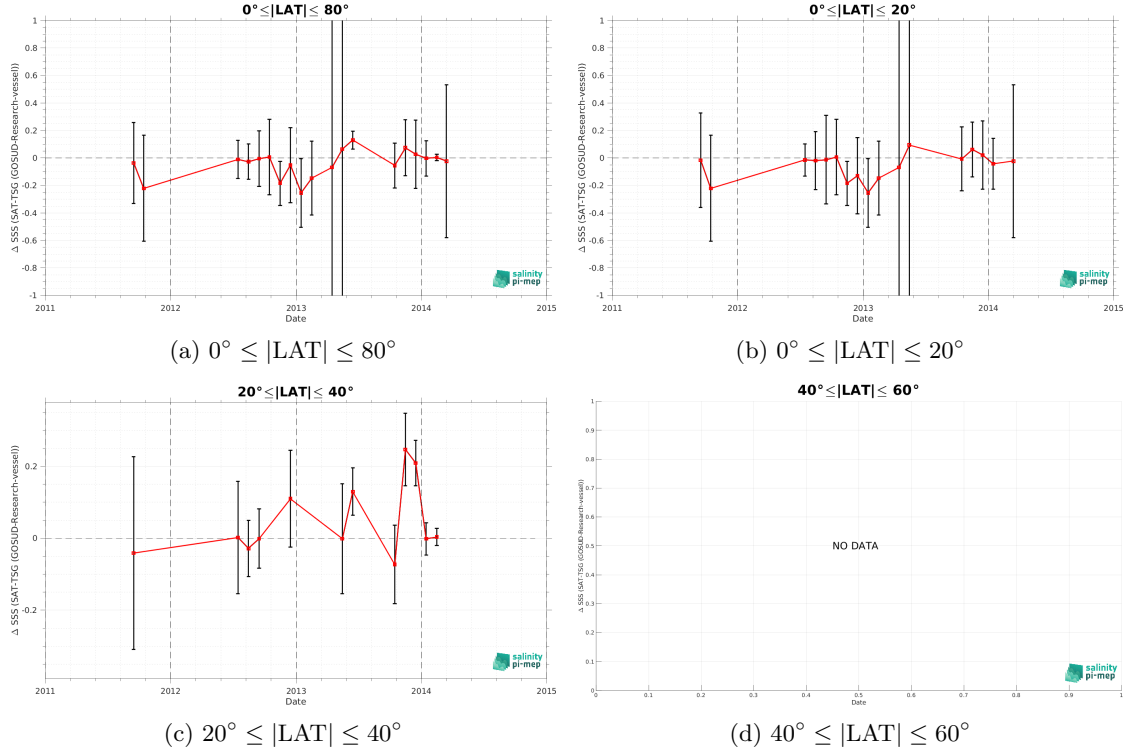 0°≤|LAT|≤ 80°
Δ SSS (SAT-TSG (GOSUD-Research-vessel))
1
0.8
0.6
0.4
0.2
0
-0.2
-0.4
-0.6
-0.8
-1
2011 2012 2013 2014 2015
Date
salinity
pi-mep
(a) 0° ≤ |LAT| ≤ 80°
0°≤|LAT|≤ 20°
Δ SSS (SAT-TSG (GOSUD-Research-vessel))
1
0.8
0.6
0.4
0.2
0
-0.2
-0.4
-0.6
-0.8
-1
2011 2012 2013 2014 2015
Date
salinity
pi-mep
(b) 0° ≤ |LAT| ≤ 20°
20°≤|LAT|≤ 40°
Δ SSS (SAT-TSG (GOSUD-Research-vessel))
0.2
0
-0.2
2011 2012 2013 2014 2015
Date
salinity
pi-mep
(c) 20° ≤ |LAT| ≤ 40°
40°≤|LAT|≤ 60°
Δ SSS (SAT-TSG (GOSUD-Research-vessel))
1
0.9
0.8
0.7
0.6
0.5
0.4
0.3
0.2
0.1
0
NO DATA
0 0.1 0.2 0.3 0.4 0.5 0.6 0.7 0.8 0.9 1
Date
salinity
pi-mep
(d) 40° ≤ |LAT| ≤ 60°